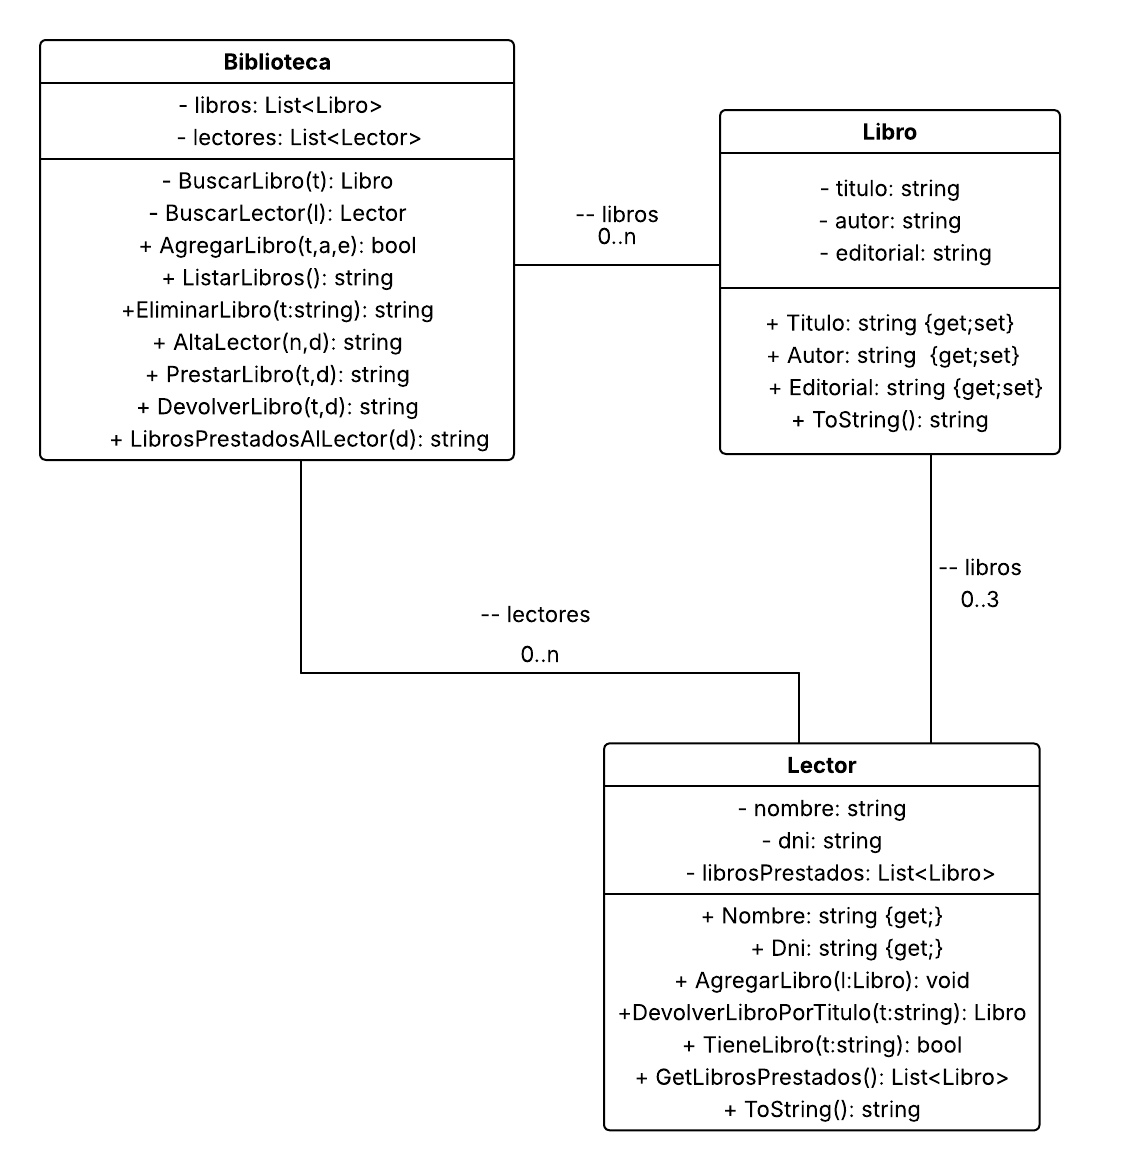 Biblioteca
- libros: List<Libro>
- lectores: List<Lector>
- BuscarLibro(t): Libro
- BuscarLector(l): Lector
+ AgregarLibro(t,a,e): bool
+ ListarLibros(): string
+EliminarLibro(t:string): string
+ AltaLector(n,d): string
+ PrestarLibro(t,d): string
+ DevolverLibro(t,d): string
+ LibrosPrestadosAlLector(d): string
-- libros
0..n
Libro
- titulo: string
- autor: string
- editorial: string
+ Titulo: string {get;set}
+ Autor: string  {get;set}
+ Editorial: string {get;set}
+ ToString(): string
-- libros
0..3
-- lectores
0..n
Lector
- nombre: string
- dni: string
- librosPrestados: List<Libro>
+ Nombre: string {get;}
+ Dni: string {get;}
+ AgregarLibro(l:Libro): void
+DevolverLibroPorTitulo(t:string): Libro
+ TieneLibro(t:string): bool
+ GetLibrosPrestados(): List<Libro>
+ ToString(): string